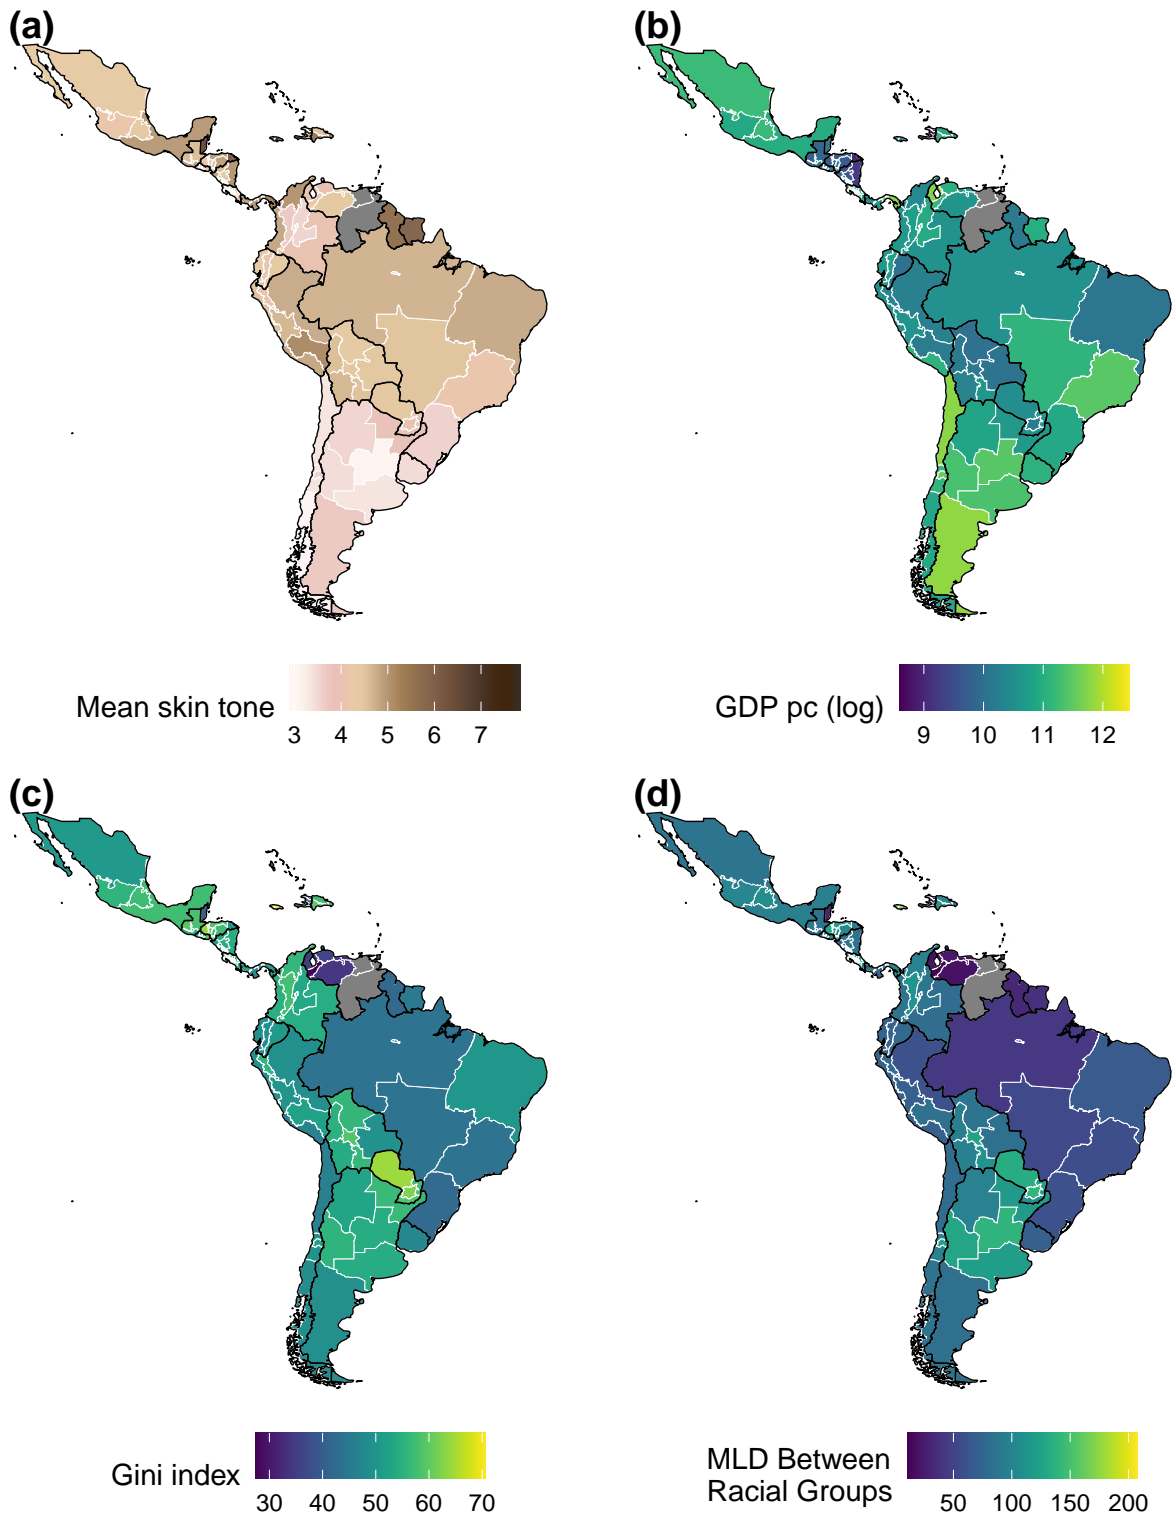 (a)
(b)
Mean skin tone
3 4 5 6 7
GDP pc (log)
9 10 11 12
(c)
(d)
Gini index
30 40 50 60 70
MLD Between
Racial Groups
50 100 150 200